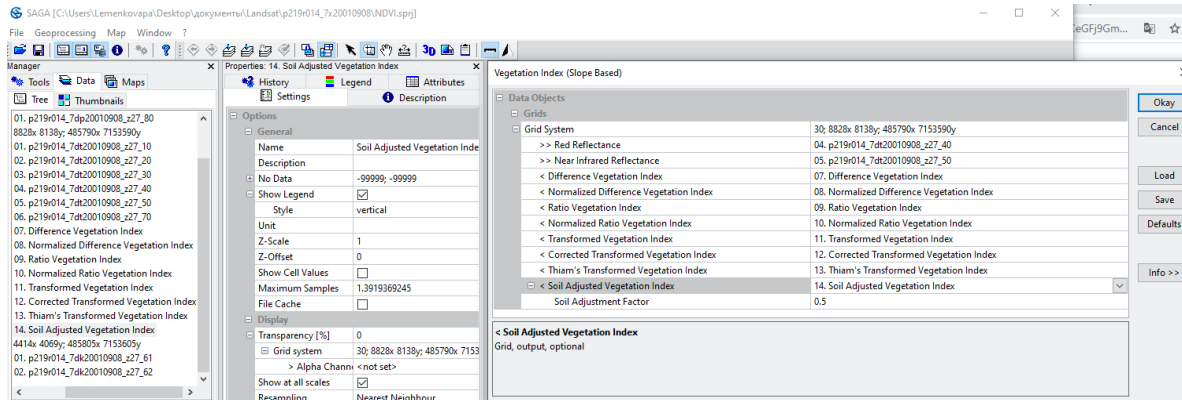 SAGA [C:\Users\Lemenkovapa\Desktop\документы\Landsat\p219r014_7x20010908\NDVI.sprj]
eGFj9Gm...
File Geoprocessing Map Window ?
Manager
Tools Data Maps
Tree Thumbnails
01. p219r014_7dp20010908_z27_80
8828x 8138y; 485790x 7153590y
01. p219r014_7dt20010908_z27_10
02. p219r014_7dt20010908_z27_20
03. p219r014_7dt20010908_z27_30
04. p219r014_7dt20010908_z27_40
05. p219r014_7dt20010908_z27_50
06. p219r014_7dt20010908_z27_70
07. Difference Vegetation Index
08. Normalized Difference Vegetation Index
09. Ratio Vegetation Index
10. Normalized Ratio Vegetation Index
11. Transformed Vegetation Index
12. Corrected Transformed Vegetation Index
13. Thiam's Transformed Vegetation Index
14. Soil Adjusted Vegetation Index
4414x 4069y; 485805x 7153605y
01. p219r014_7dk20010908_z27_61
02. p219r014_7dk20010908_z27_62
Properties: 14. Soil Adjusted Vegetation Index
History Legend Attributes
Settings Description
Options
General
Name Soil Adjusted Vegetation Inde
Description
No Data -99999; -99999
Show Legend
Style vertical
Unit
Z-Scale 1
Z-Offset 0
Show Cell Values
Maximum Samples 1.3919369245
File Cache
Display
Transparency [%] 0
Grid system 30; 8828x 8138y; 485790x 7153
> Alpha Chann <not set>
Show at all scales
Resampling Nearest Neighbour
Vegetation Index (Slope Based)
Data Objects
Grids
Grid System 30; 8828x 8138y; 485790x 7153590y
>> Red Reflectance 04. p219r014_7dt20010908_z27_40
>> Near Infrared Reflectance 05. p219r014_7dt20010908_z27_50
< Difference Vegetation Index 07. Difference Vegetation Index
< Normalized Difference Vegetation Index 08. Normalized Difference Vegetation Index
< Ratio Vegetation Index 09. Ratio Vegetation Index
< Normalized Ratio Vegetation Index 10. Normalized Ratio Vegetation Index
< Transformed Vegetation Index 11. Transformed Vegetation Index
< Corrected Transformed Vegetation Index 12. Corrected Transformed Vegetation Index
< Thiam's Transformed Vegetation Index 13. Thiam's Transformed Vegetation Index
< Soil Adjusted Vegetation Index 14. Soil Adjusted Vegetation Index
Soil Adjustment Factor 0.5
< Soil Adjusted Vegetation Index
Grid, output, optional
Okay
Cancel
Load
Save
Defaults
Info >>